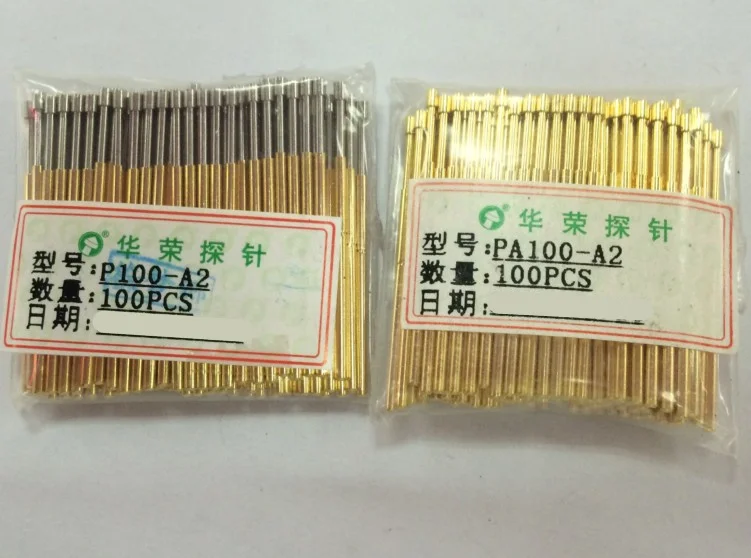 华荣探针
型号:P100-A2
数量:100PCS
日期:
华荣探针
型号:PA100-A2
数量:100PCS
日期: